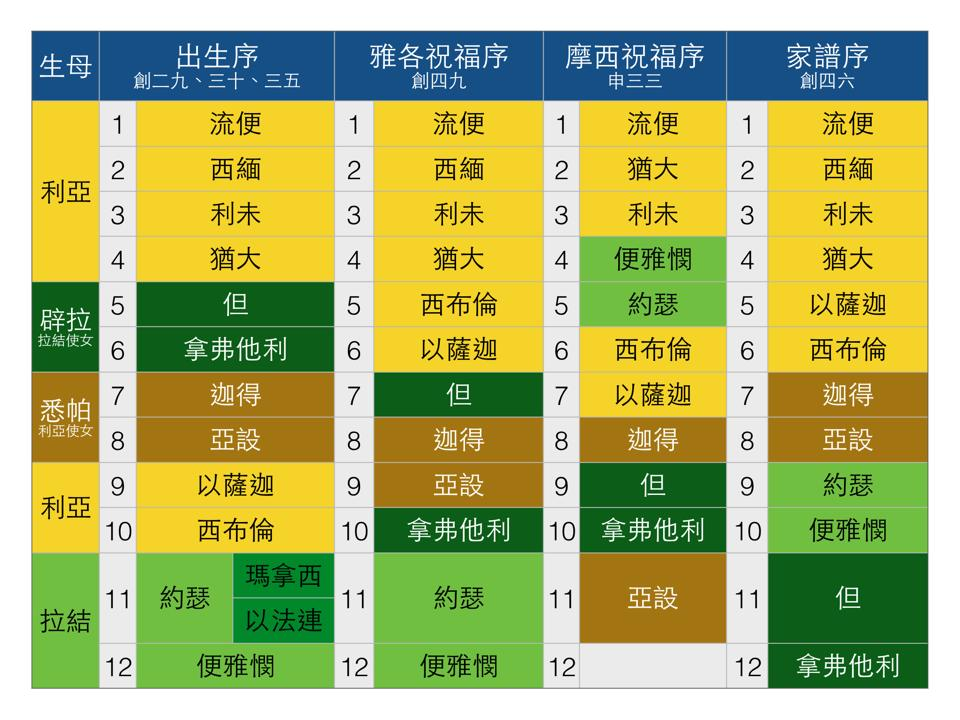 生母 出生序 雅各祝福序 摩西祝福序 家譜序
創二九、三十、三五 創四九 申三三 創四六
利亞 1 流便 1 流便 1 流便 1 流便
2 西緬 2 西緬 2 猶大 2 西緬
3 利未 3 利未 3 利未 3 利未
4 猶大 4 猶大 4 便雅憫 4 猶大
辟拉 5 但 5 西布倫 5 約瑟 5 以薩迦
拉結使女 6 拿弗他利 6 以薩迦 6 西布倫 6 西布倫
悉帕 7 迦得 7 但 7 以薩迦 7 迦得
利亞使女 8 亞設 8 迦得 8 迦得 8 亞設
利亞 9 以薩迦 9 亞設 9 但 9 約瑟
10 西布倫 10 拿弗他利 10 拿弗他利 10 便雅憫
拉結 11 約瑟 瑪拿西 11 約瑟 11 亞設 11 但
以法連
12 便雅憫 12 便雅憫 12 12 拿弗他利